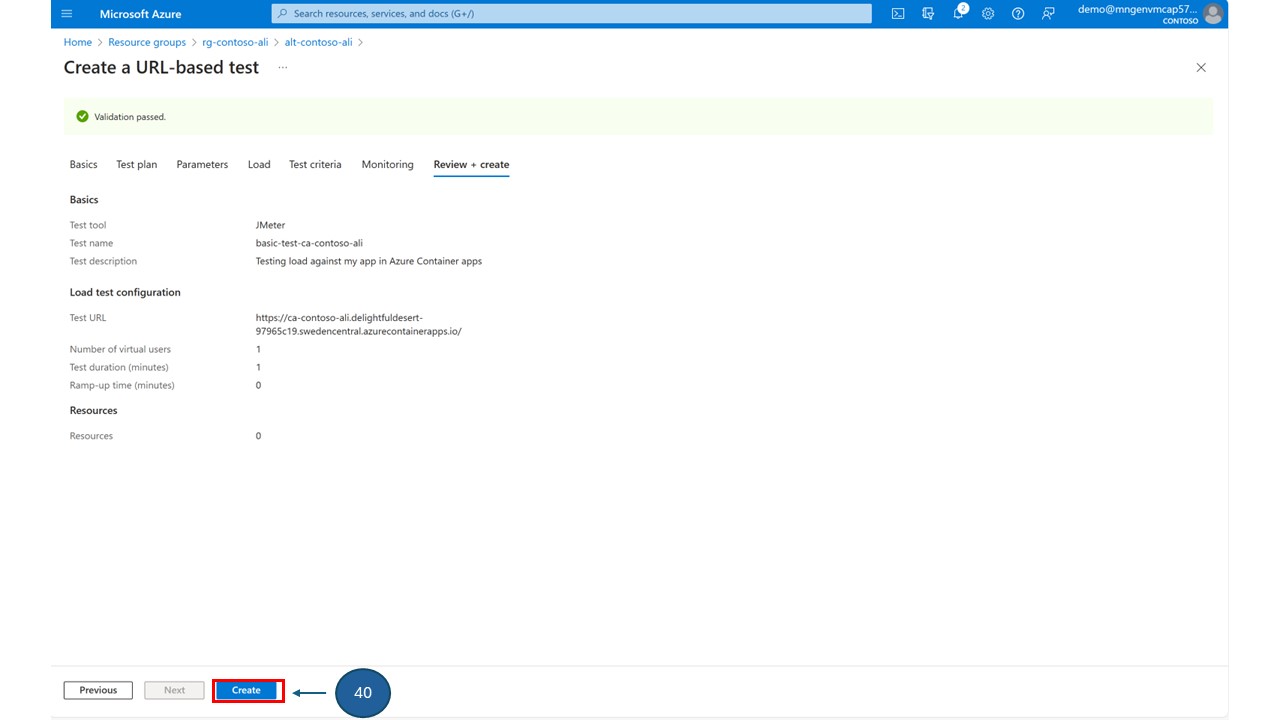 Microsoft Azure
Search resources, services, and docs (G+/)
2
demo@mngenvmcap57...
CONTOSO
Home > Resource groups > rg-contoso-ali > alt-contoso-ali >
Create a URL-based test ...
Validation passed.
Basics Test plan Parameters Load Test criteria Monitoring Review + create
Basics
Test tool JMeter
Test name basic-test-ca-contoso-ali
Test description Testing load against my app in Azure Container apps
Load test configuration
Test URL https://ca-contoso-ali.delightfuldesert-
97965c19.swedencentral.azurecontainerapps.io/
Number of virtual users 1
Test duration (minutes) 1
Ramp-up time (minutes) 0
Resources
Resources 0
Previous Next Create 40